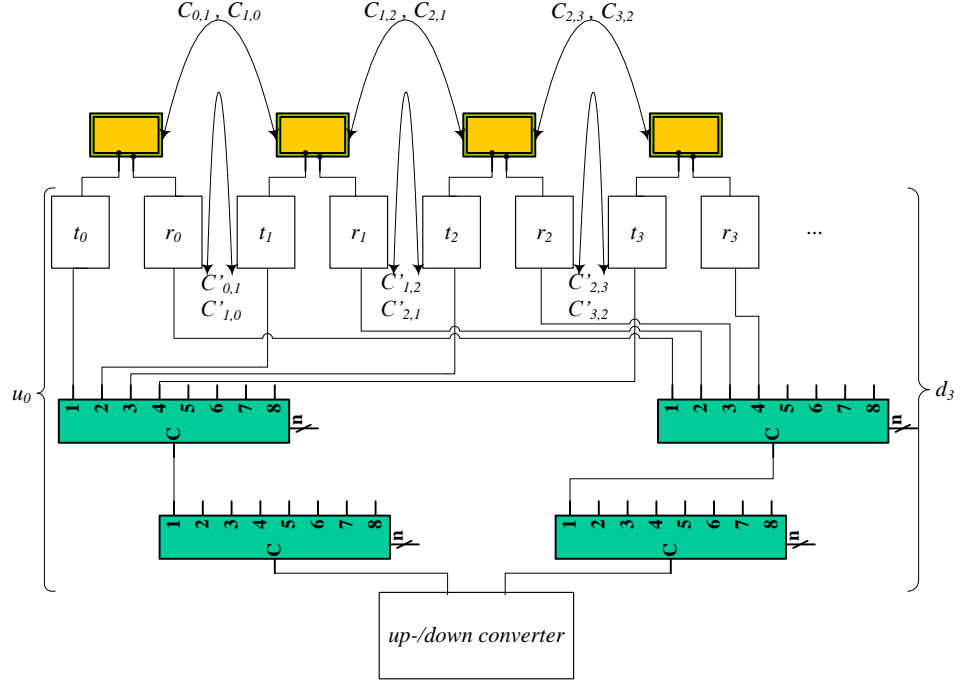 C0,1 , C1,0 C1,2 , C2,1 C2,3 , C3,2
t0 r0 t1 r1 t2 r2 t3 r3 ...
C'0,1 C'1,2 C'2,3
C'1,0 C'2,1 C'3,2
u0 d3
1 2 3 4 5 6 7 8 1 2 3 4 5 6 7 8
C n C n
1 2 3 4 5 6 7 8 1 2 3 4 5 6 7 8
C n C n
up-/down converter